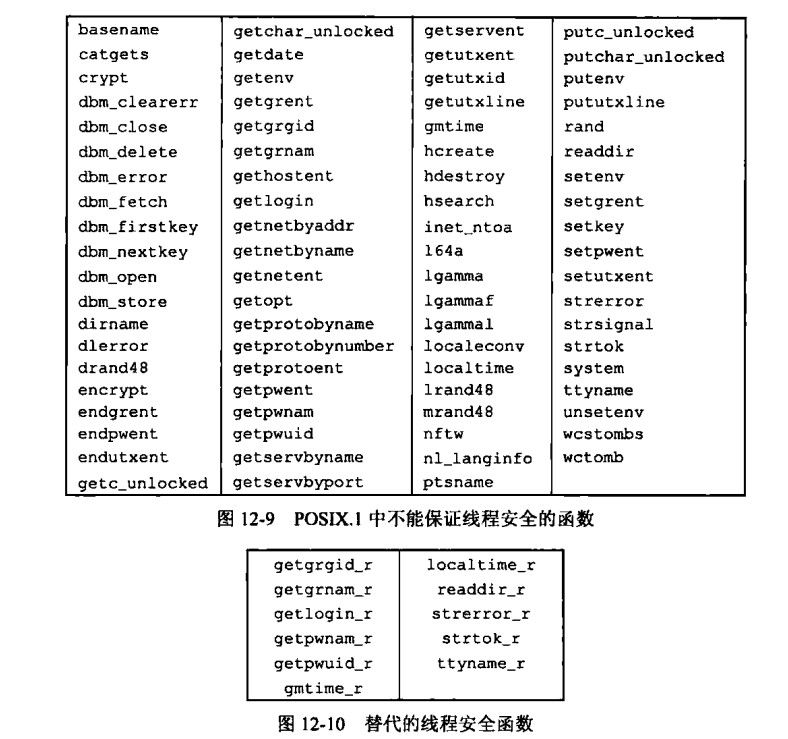 basename getchar_unlocked getservent putc_unlocked
catgets getdate getutxent putchar_unlocked
crypt getenv getutxid putenv
dbm_clearerr getgrent getutxline pututxline
dbm_close getgrgid gmtime rand
dbm_delete getgrnam hcreate readdir
dbm_error gethostent hdestroy setenv
dbm_fetch getlogin hsearch setgrent
dbm_firstkey getnetbyaddr inet_ntoa setkey
dbm_nextkey getnetbyname l64a setpwent
dbm_open getnetent lgamma setutxent
dbm_store getopt lgammaf strerror
dirname getprotobyname lgammal strsignal
dlerror getprotobynumber localeconv strtok
drand48 getprotoent localtime system
encrypt getpwent lrand48 ttyname
endgrent getpwnam mrand48 unsetenv
endpwent getpwuid nftw wcstombs
endutxent getservbyname nl_langinfo wctomb
getc_unlocked getservbyport ptsname
图 12-9 POSIX.1 中不能保证线程安全的函数
getgrgid_r localtime_r
getgrnam_r readdir_r
getlogin_r strerror_r
getpwnam_r strtok_r
getpwuid_r ttyname_r
gmtime_r
图 12-10 替代的线程安全函数